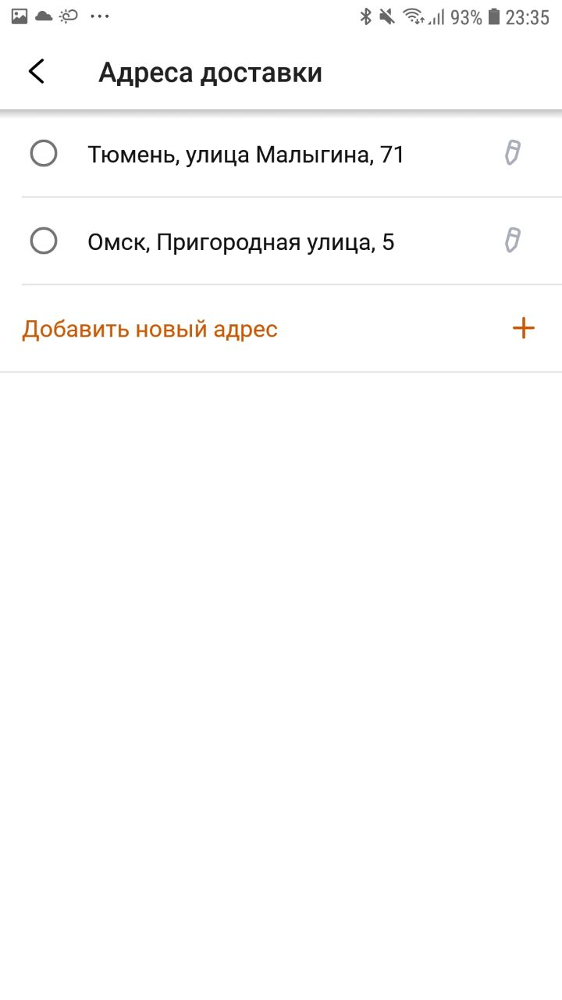 93% 23:35
Адреса доставки
Тюмень, улица Малыгина, 71
Омск, Пригородная улица, 5
Добавить новый адрес